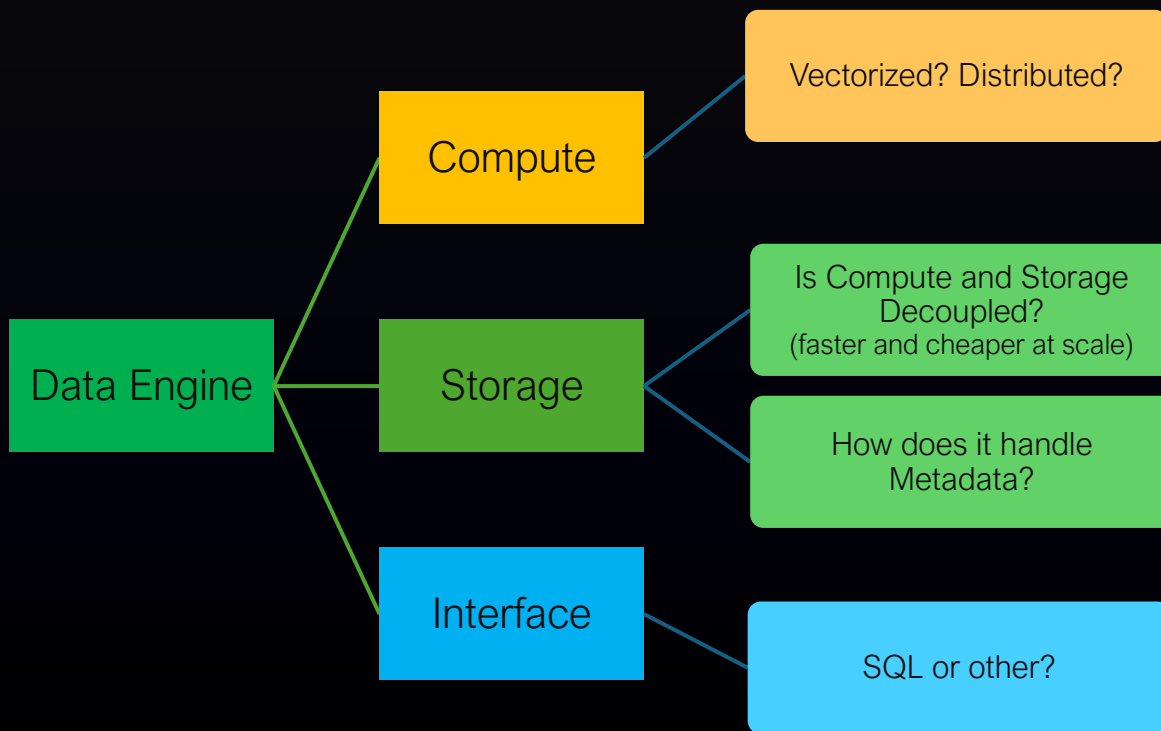 Data Engine
Compute
Vectorized? Distributed?
Storage
Is Compute and Storage
Decoupled?
(faster and cheaper at scale)
How does it handle
Metadata?
Interface
SQL or other?